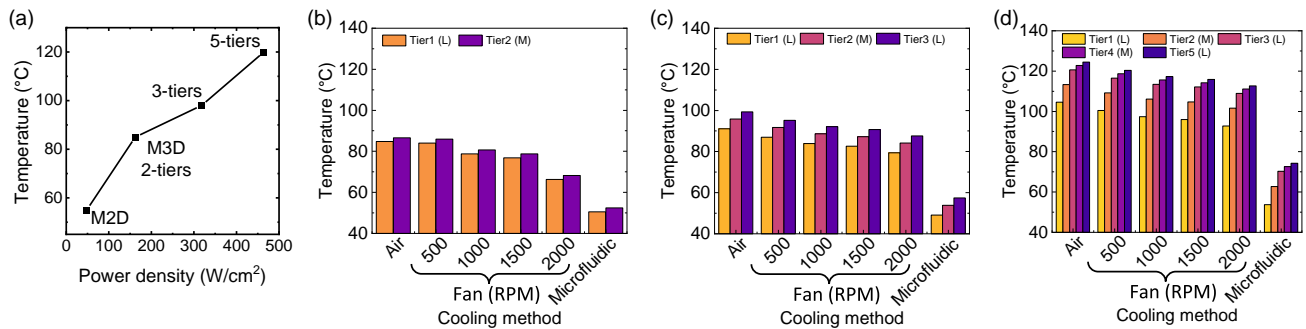 (a)
Temperature (°C)
120
100
80
60
5-tiers
3-tiers
M3D
2-tiers
M2D
0 100 200 300 400 500
Power density (W/cm²)
(b)
Temperature (°C)
140
120
100
80
60
40
Tier1 (L) Tier2 (M)
Air 500 1000 1500 2000 Microfluidic
Fan (RPM)
Cooling method
(c)
Temperature (°C)
140
120
100
80
60
40
Tier1 (L) Tier2 (M) Tier3 (L)
Air 500 1000 1500 2000 Microfluidic
Fan (RPM)
Cooling method
(d)
Temperature (°C)
140
120
100
80
60
40
Tier1 (L) Tier2 (M) Tier3 (L)
Tier4 (M) Tier5 (L)
Air 500 1000 1500 2000 Microfluidic
Fan (RPM)
Cooling method